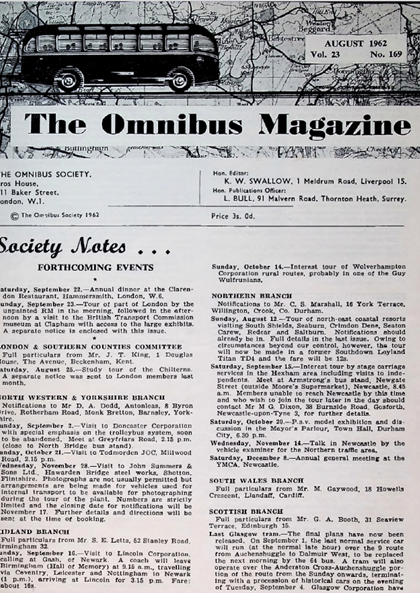 AUGUST 1962
Vol. 23 No. 169
The Omnibus Magazine
THE OMNIBUS SOCIETY.
ros House,
11 Baker Street,
ondon, W.1.
© The Omnibus Society 1962
Hon. Editor:
K. W. SWALLOW, 1 Meldrum Road, Liverpool 15.
Hon. Publications Officer:
L. BULL, 91 Malvern Road, Thornton Heath, Surrey.
Price 3s. 0d.
Society Notes . . .
FORTHCOMING EVENTS
aturday, September 22.—Annual dinner at the Claren-
don Restaurant, Hammersmith, London, W.6.
unday, September 23.—Tour of part of London by the
unpainted RM in the morning, followed in the after-
noon by a visit to the British Transport Commission
museum at Clapham with access to the large exhibits.
A separate notice is enclosed with this issue.
LONDON & SOUTHERN COUNTIES COMMITTEE
Full particulars from Mr. J. T. King, 1 Douglas
House, The Avenue, Beckenham, Kent.
aturday, August 25.—Study tour of the Chilterns.
A separate notice was sent to London members last
month.
NORTH WESTERN & YORKSHIRE BRANCH
Notifications to Mr. D. A. Dodd, Antonius, 8 Byron
Drive, Rotherham Road, Monk Bretton, Barnsley, York-
hire.
unday, September 2.—Visit to Doncaster Corporation
with special emphasis on the trolleybus system, soon
to be abandoned, Meet at Greyfriars Road, 2.15 p.m.
(close to North Bridge bus stand).
unday, October 21.—Visit to Todmorden JOC, Millwood
Road, 2.15 p.m.
Wednesday, November 28.—Visit to John Summers &
Sons Ltd., Hawarden Bridge steel works, Shotton,
Flintshire. Photographs are not usually permitted but
arrangements are being made for vehicles used for
internal transport to be available for photographing
during the tour of the plant. Numbers are strictly
limited and the closing date for notifications will be
November 17. Further details and directions will be
sent at the time of booking.
MIDLAND BRANCH
Full particulars from Mr. S. E. Letts, 52 Stanley Road,
Birmingham 32.
unday, September 16.—Visit to Lincoln Corporation,
calling at Gash, of Newark. A coach will leave
Birmingham (Hall of Memory) at 9.15 a.m., travelling
via Coventry, Leicester and Nottingham to Newark
(1 p.m.), arriving at Lincoln for 3.15 p.m. Fare:
about 16s.
Sunday, October 14.—Interest tour of Wolverhampton
Corporation rural routes, probably in one of the Guy
Wulfrunians.
NORTHERN BRANCH
Notifications to Mr. C. S. Marshall, 16 York Terrace,
Willington, Crook, Co. Durham.
Sunday, August 12.—Tour of north-east coastal resorts
visiting South Shields, Seaburn, Crimdon Dene, Seaton
Carew, Redcar and Saltburn. Notifications should
already be in. Full details in the last issue. Owing to
circumstances beyond our control, however, the tour
will now be made in a former Southdown Leyland
Titan TD4 and the fare will be less.
Saturday, September 15.—Interest tour by stage carriage
services in the Hexham area including visits to inde-
pendents. Meet at Armstrong's bus stand, Newgate
Street (outside Moore's Supermarket), Newcastle, 8.45
a.m. Members unable to reach Newcastle by this time
and who wish to join the tour later in the day should
contact Mr M G. Dixon, 38 Burnside Road, Gosforth,
Newcastle-upon-Tyne 3, for further details.
Saturday, October 20.—P.s.v. model exhibition and dis-
cussion in the Mayor's Parlour, Town Hall, Durham
City, 6.30 p.m.
Wednesday, November 14.—Talk in Newcastle by the
vehicle examiner for the Northern traffic area.
Saturday, December 8.—Annual general meeting at the
YMCA, Newcastle.
SOUTH WALES BRANCH
Full particulars from Mr. M. Gaywood, 18 Howells
Crescent, Llandaff, Cardiff.
SCOTTISH BRANCH
Full particulars from Mr. G. A. Booth, 31 Seaview
Terrace, Edinburgh 15.
Last Glasgow tram.—The final plans have now been
released. On September 1, the last normal service car
will run (at the normal late hour) over the 9 route
from Auchenshuggle to Dalmuir West, to be replaced
the next morning by the 64 bus. A tram will also
operate over the Anderston Cross-Auchenshuggle por-
tion of the route from the Sunday onwards, terminat-
ing with a procession of historical cars on the evening
of Tuesday, September 4. Glasgow Corporation have